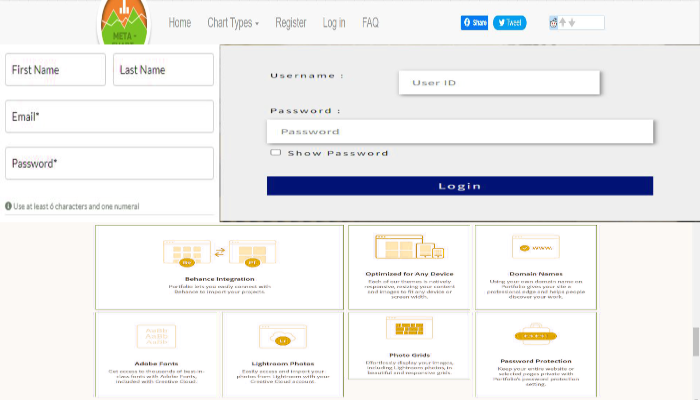 META -
Home Chart Types Register Log in FAQ
Share Tweet
First Name Last Name
Email*
Password*
Use at least 6 characters and one numeral
Username :
User ID
Password :
Password
Show Password
Login
Behance Integration
Portfolio lets you easily connect with
Behance to import your projects.
Optimized for Any Device
Each of our themes is natively
responsive, resizing your content
and images to fit any device or
screen width.
WWW.
Domain Names
Using your own domain name on
Portfolio gives your site a
professional edge and helps people
discover your work.
AaBb
AaBb
AaBb
Adobe Fonts
Get access to thousands of best-in-
class fonts with Adobe Fonts,
included with Creative Cloud.
Lr
Lightroom Photos
Easily access and import your
photos from Lightroom with your
Creative Cloud account.
Photo Grids
Effortlessly display your images,
including Lightroom photos, in
beautiful and responsive grids.
Password Protection
Keep your entire website or
selected pages private with
Portfolio's password protection
setting.